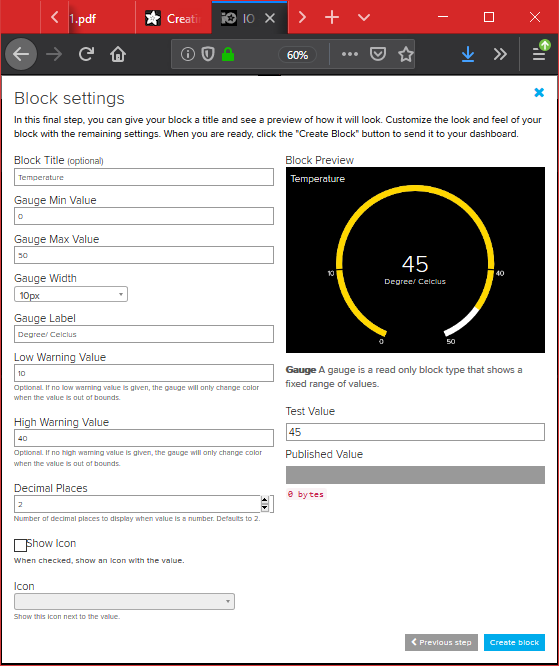 1.pdf
Creati
IO
60%
Block settings
In this final step, you can give your block a title and see a preview of how it will look. Customize the look and feel of your
block with the remaining settings. When you are ready, click the "Create Block" button to send it to your dashboard.
Block Title (optional)
Temperature
Gauge Min Value
0
Gauge Max Value
50
Gauge Width
10px
Gauge Label
Degree/ Celcius
Low Warning Value
10
Optional. If no low warning value is given, the gauge will only change color
when the value is out of bounds.
High Warning Value
40
Optional. If no high warning value is given, the gauge will only change color
when the value is out of bounds.
Decimal Places
2
Number of decimal places to display when value is a number. Defaults to 2.
Show Icon
When checked, show an icon with the value.
Icon
Show this icon next to the value.
Block Preview
Temperature
45
Degree/ Celcius
10
40
0
50
Gauge A gauge is a read only block type that shows a
fixed range of values.
Test Value
45
Published Value
0 bytes
Previous step
Create block